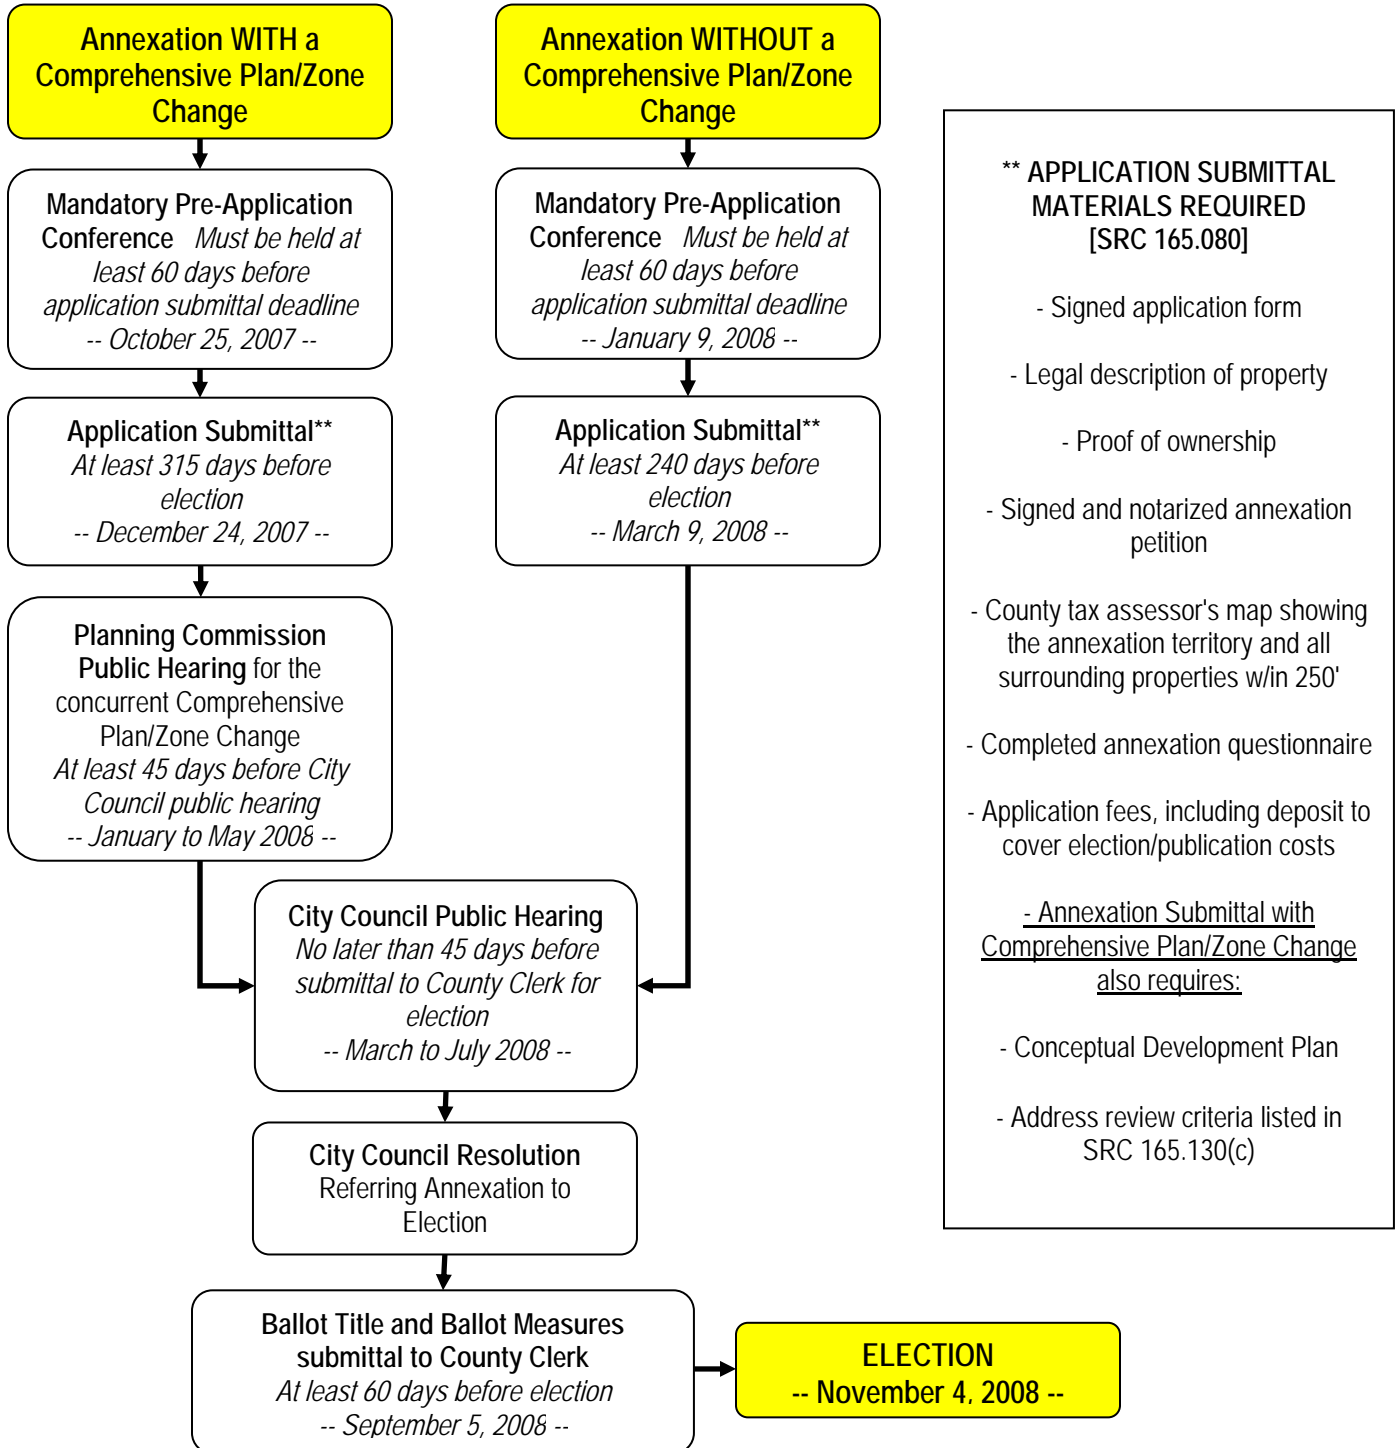 Annexation WITH a
Comprehensive Plan/Zone
Change
Mandatory Pre-Application
Conference Must be held at
least 60 days before
application submittal deadline
-- October 25, 2007 --
Application Submittal**
At least 315 days before
election
-- December 24, 2007 --
Planning Commission
Public Hearing for the
concurrent Comprehensive
Plan/Zone Change
At least 45 days before City
Council public hearing
-- January to May 2008 --
Annexation WITHOUT a
Comprehensive Plan/Zone
Change
Mandatory Pre-Application
Conference Must be held at
least 60 days before
application submittal deadline
-- January 9, 2008 --
Application Submittal**
At least 240 days before
election
-- March 9, 2008 --
City Council Public Hearing
No later than 45 days before
submittal to County Clerk for
election
-- March to July 2008 --
City Council Resolution
Referring Annexation to
Election
Ballot Title and Ballot Measures
submittal to County Clerk
At least 60 days before election
-- September 5, 2008 --
ELECTION
-- November 4, 2008 --
** APPLICATION SUBMITTAL
MATERIALS REQUIRED
[SRC 165.080]
- Signed application form
- Legal description of property
- Proof of ownership
- Signed and notarized annexation
petition
- County tax assessor's map showing
the annexation territory and all
surrounding properties w/in 250'
- Completed annexation questionnaire
- Application fees, including deposit to
cover election/publication costs
- Annexation Submittal with
Comprehensive Plan/Zone Change
also requires:
- Conceptual Development Plan
- Address review criteria listed in
SRC 165.130(c)